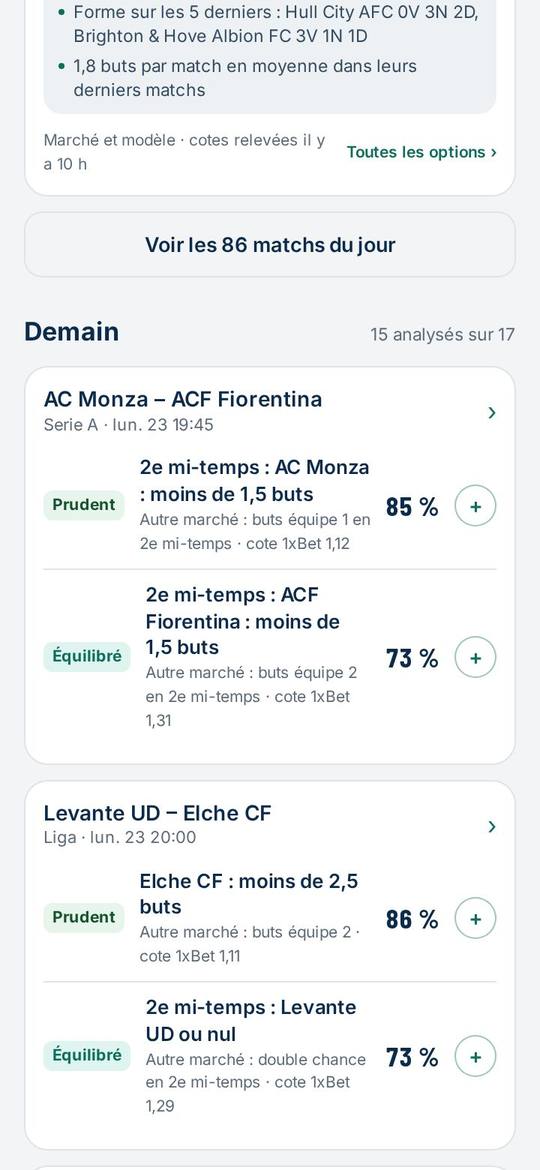 Forme sur les 5 derniers : Hull City AFC 0V 3N 2D,
Brighton & Hove Albion FC 3V 1N 1D
1,8 buts par match en moyenne dans leurs
derniers matchs
Marché et modèle · cotes relevées il y
a 10 h
Toutes les options ›
Voir les 86 matchs du jour
Demain
15 analysés sur 17
AC Monza – ACF Fiorentina
Serie A · lun. 23 19:45
›
Prudent
2e mi-temps : AC Monza
: moins de 1,5 buts
Autre marché : buts équipe 1 en
2e mi-temps · cote 1xBet 1,12
85 %
+
Équilibré
2e mi-temps : ACF
Fiorentina : moins de
1,5 buts
Autre marché : buts équipe 2
en 2e mi-temps · cote 1xBet
1,31
73 %
+
Levante UD – Elche CF
Liga · lun. 23 20:00
›
Prudent
Elche CF : moins de 2,5
buts
Autre marché : buts équipe 2 ·
cote 1xBet 1,11
86 %
+
Équilibré
2e mi-temps : Levante
UD ou nul
Autre marché : double chance
en 2e mi-temps · cote 1xBet
1,29
73 %
+